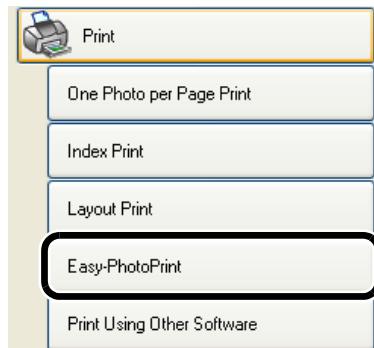 Print
One Photo per Page Print
Index Print
Layout Print
Easy-PhotoPrint
Print Using Other Software